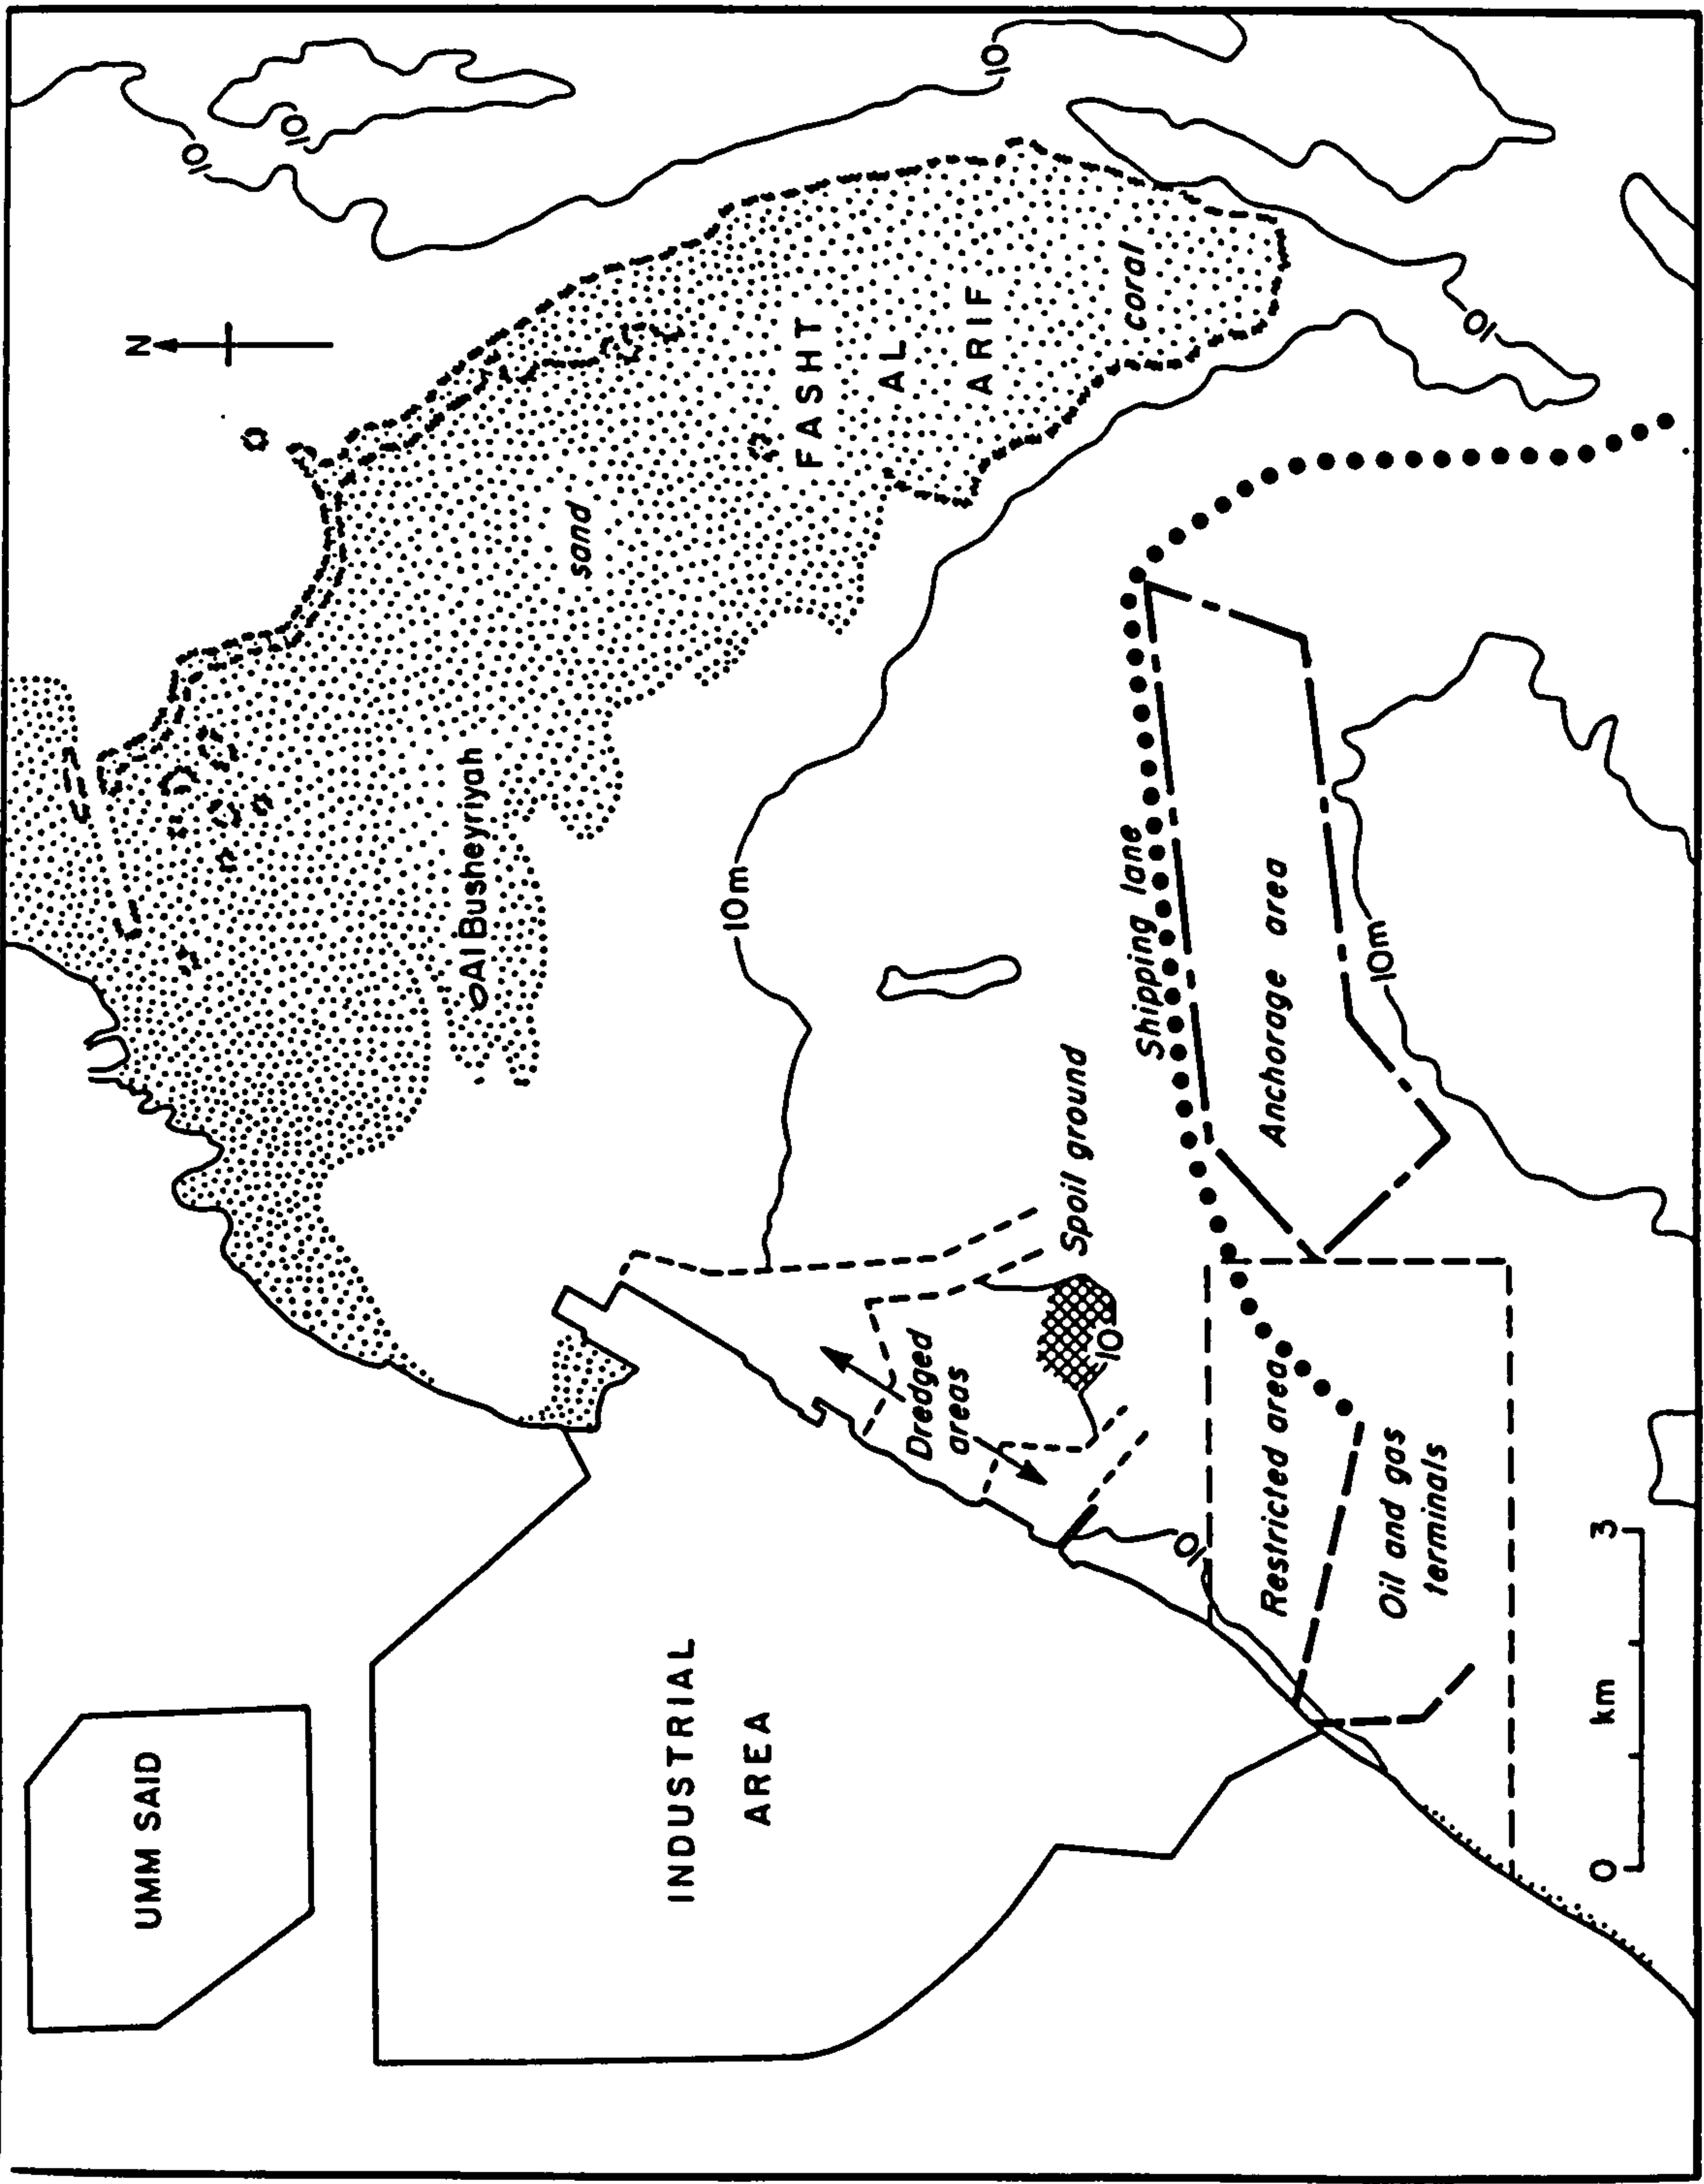 UMM SAID
INDUSTRIAL
AREA
N
10
10
10
sand
Al Busheyriyah
FASHT
AL
ARIF
coral
10m
Dredged
areas
Spoil ground
10
10
Shipping lane
Anchorage area
10m
10
Restricted area
Oil and gas
terminals
0
km
3